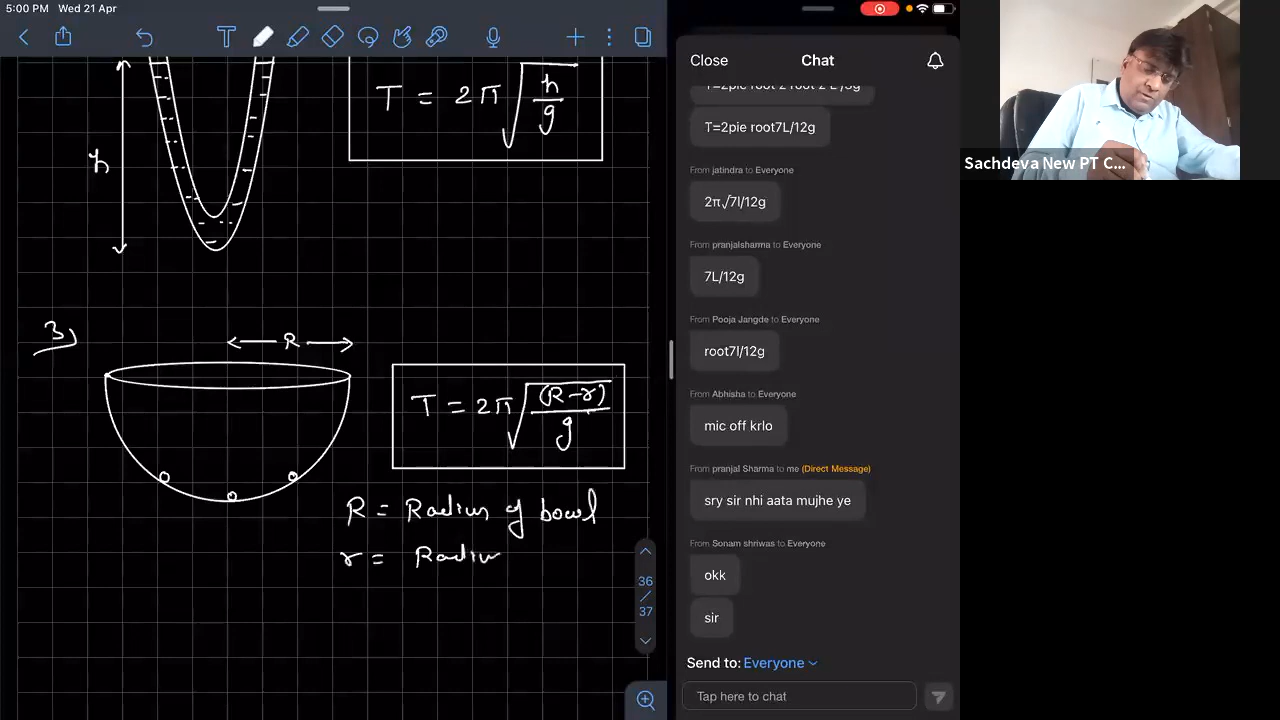 5:00 PM Wed 21 Apr
T = 2π √h/g
h
3)
R
T = 2π √(R-r)/g
R = Radius of bowl
r = Radiu
36
/
37
Close
Chat
T=2pie root7L/12g
From jatindra to Everyone
2π√7l/12g
From pranjalsharma to Everyone
7L/12g
From Pooja Jangde to Everyone
root7l/12g
From Abhisha to Everyone
mic off krlo
From pranjal Sharma to me (Direct Message)
sry sir nhi aata mujhe ye
From Sonam shriwas to Everyone
okk
sir
Send to: Everyone
Tap here to chat
Sachdeva New PT C...